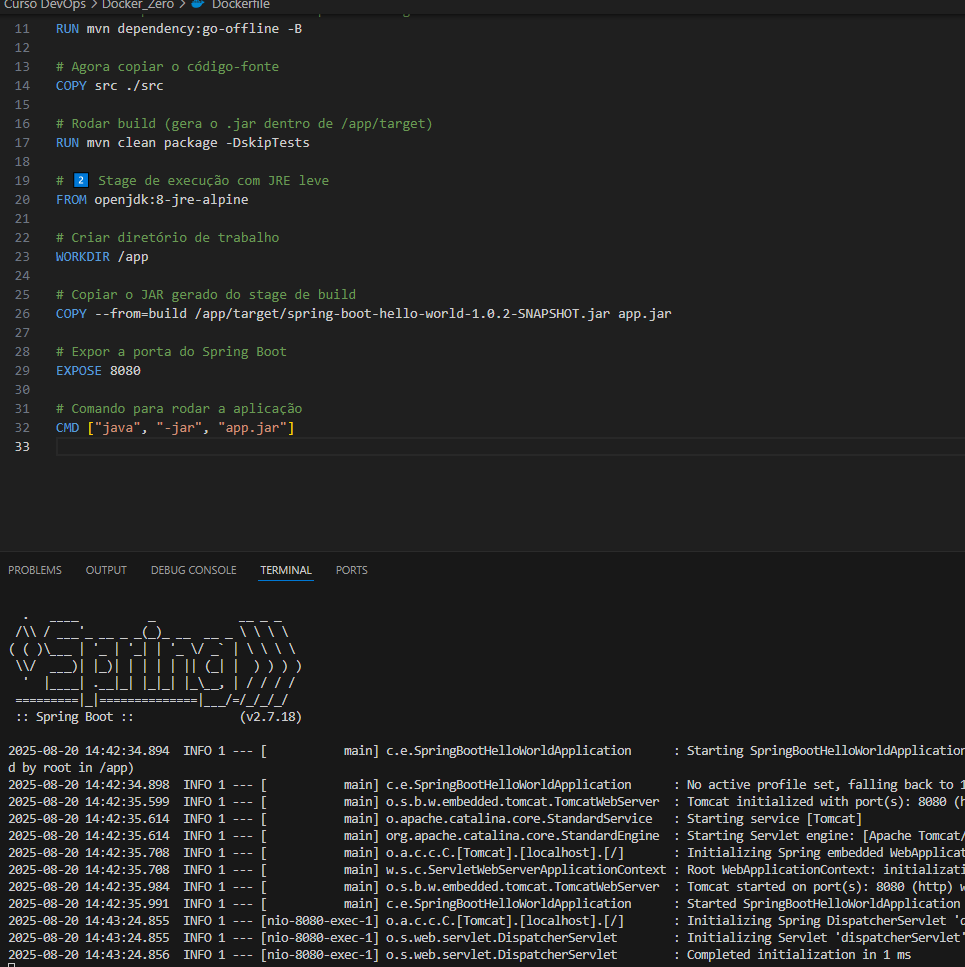 Curso DevOps > Docker_Zero > Dockerfile
11 RUN mvn dependency:go-offline -B
12
13 # Agora copiar o código-fonte
14 COPY src ./src
15
16 # Rodar build (gera o .jar dentro de /app/target)
17 RUN mvn clean package -DskipTests
18
19 # 2️⃣ Stage de execução com JRE leve
20 FROM openjdk:8-jre-alpine
21
22 # Criar diretório de trabalho
23 WORKDIR /app
24
25 # Copiar o JAR gerado do stage de build
26 COPY --from=build /app/target/spring-boot-hello-world-1.0.2-SNAPSHOT.jar app.jar
27
28 # Expor a porta do Spring Boot
29 EXPOSE 8080
30
31 # Comando para rodar a aplicação
32 CMD ["java", "-jar", "app.jar"]
33
PROBLEMS OUTPUT DEBUG CONSOLE TERMINAL PORTS
  .   ____          _            __ _ _
 /\\ / ___'_ __ _ _(_)_ __  __ _ \ \ \ \
( ( )\___ | '_ | '_| | '_ \/ _` | \ \ \ \
 \\/  ___)| |_)| | | | | || (_| |  ) ) ) )
  '  |____| .__|_| |_|_| |_\__, | / / / /
 =========|_|==============|___/=/_/_/_/
 :: Spring Boot ::               (v2.7.18)
2025-08-20 14:42:34.894  INFO 1 --- [           main] c.e.SpringBootHelloWorldApplication      : Starting SpringBootHelloWorldApplication
d by root in /app)
2025-08-20 14:42:34.898  INFO 1 --- [           main] c.e.SpringBootHelloWorldApplication      : No active profile set, falling back to 1
2025-08-20 14:42:35.599  INFO 1 --- [           main] o.s.b.w.embedded.tomcat.TomcatWebServer  : Tomcat initialized with port(s): 8080 (h
2025-08-20 14:42:35.614  INFO 1 --- [           main] o.apache.catalina.core.StandardService   : Starting service [Tomcat]
2025-08-20 14:42:35.614  INFO 1 --- [           main] org.apache.catalina.core.StandardEngine  : Starting Servlet engine: [Apache Tomcat/
2025-08-20 14:42:35.708  INFO 1 --- [           main] o.a.c.c.C.[Tomcat].[localhost].[/]       : Initializing Spring embedded WebApplicat
2025-08-20 14:42:35.708  INFO 1 --- [           main] w.s.c.ServletWebServerApplicationContext : Root WebApplicationContext: initializati
2025-08-20 14:42:35.984  INFO 1 --- [           main] o.s.b.w.embedded.tomcat.TomcatWebServer  : Tomcat started on port(s): 8080 (http) w
2025-08-20 14:42:35.991  INFO 1 --- [           main] c.e.SpringBootHelloWorldApplication      : Started SpringBootHelloWorldApplication
2025-08-20 14:43:24.855  INFO 1 --- [nio-8080-exec-1] o.a.c.c.C.[Tomcat].[localhost].[/]       : Initializing Spring DispatcherServlet 'd
2025-08-20 14:43:24.855  INFO 1 --- [nio-8080-exec-1] o.s.web.servlet.DispatcherServlet        : Initializing Servlet 'dispatcherServlet'
2025-08-20 14:43:24.856  INFO 1 --- [nio-8080-exec-1] o.s.web.servlet.DispatcherServlet        : Completed initialization in 1 ms